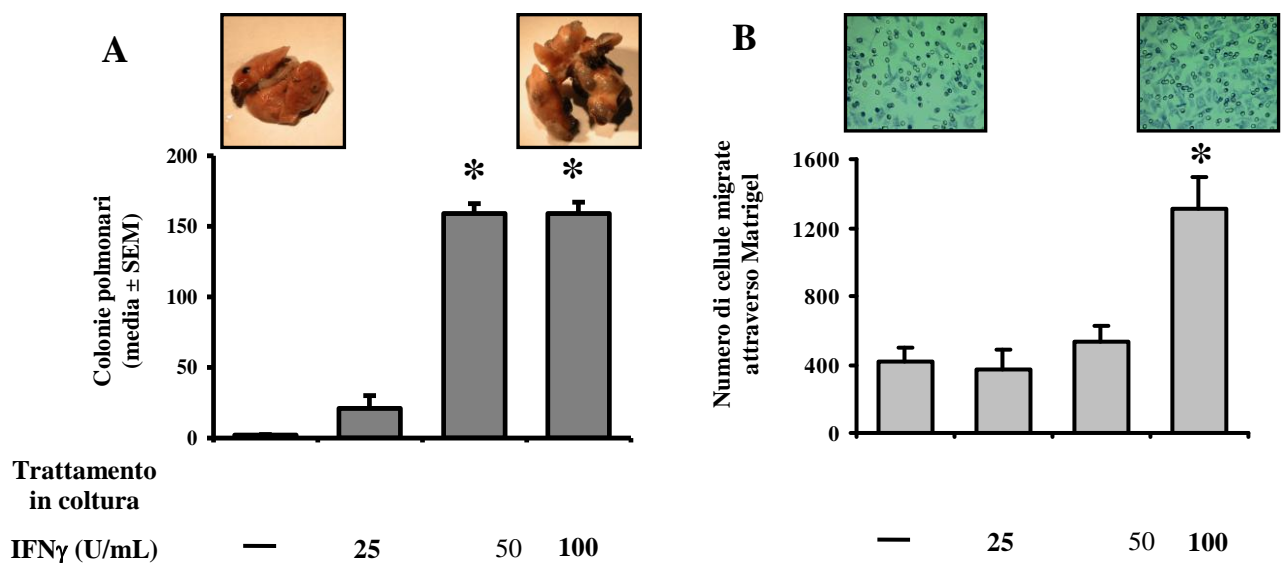 A
200
150
100
50
0
Colonie polmonari
(media ± SEM)
*
*
B
1600
1200
800
400
0
Numero di cellule migrate
attraverso Matrigel
*
Trattamento
in coltura
IFNγ (U/mL) — 25 50 100
— 25 50 100